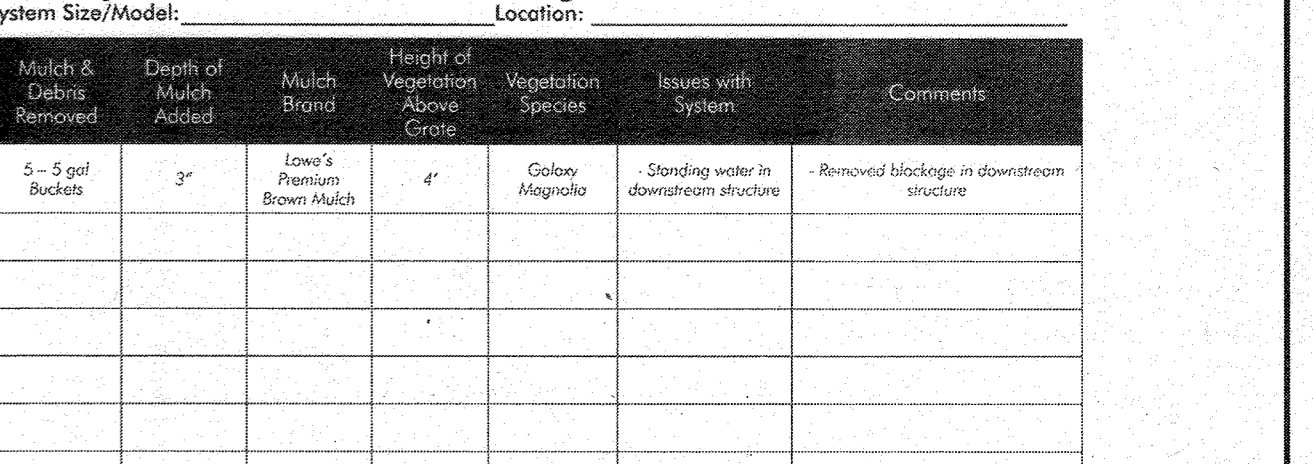 ystem Size/Model: Location:
Mulch &
Debris
Removed
Depth of
Mulch
Added
Mulch
Brand
Height of
Vegetation
Above
Grate
Vegetation
Species
Issues with
System
Comments
5 – 5 gal
Buckets
3"
Lowe's
Premium
Brown Mulch
4'
Galaxy
Magnolia
- Standing water in
downstream structure
- Removed blockage in downstream
structure